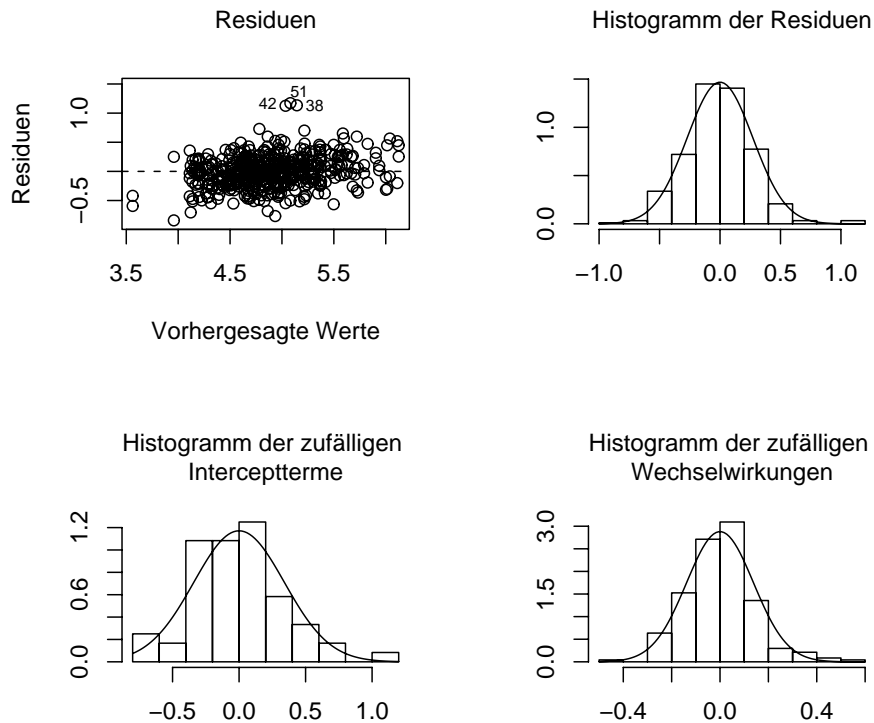 Residuen
Residuen
1.0
−0.5
42
51
38
3.5 4.5 5.5
Vorhergesagte Werte
Histogramm der Residuen
1.0
0.0
−1.0 0.0 0.5 1.0
Histogramm der zufälligen
Interceptterme
1.2
0.6
0.0
−0.5 0.0 0.5 1.0
Histogramm der zufälligen
Wechselwirkungen
3.0
1.5
0.0
−0.4 0.0 0.4